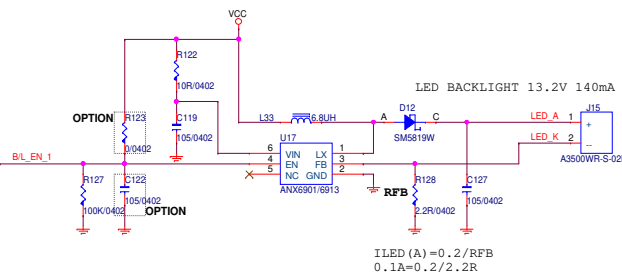 VCC
R122
10R/0402
LED BACKLIGHT 13.2V 140mA
OPTION
R123
0/0402
C119
105/0402
L33
6.8UH
A
D12
C
SM5819W
LED_A
1
J15
+
LED_K
2
--
A3500WR-S-02
U17
6
VIN
LX
1
4
EN
FB
3
5
NC
GND
2
ANX6901/6913
B/L_EN_1
R127
100K/0402
C122
105/0402
OPTION
RFB
R128
2.2R/0402
C127
105/0402
ILED(A)=0.2/RFB
0.1A=0.2/2.2R